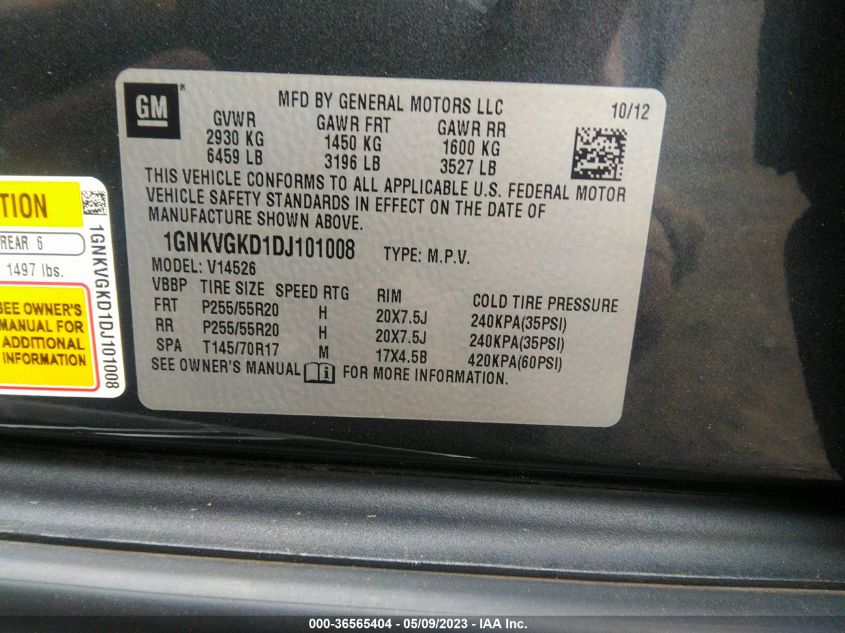 GM
MFD BY GENERAL MOTORS LLC
10/12
GVWR GAWR FRT GAWR RR
2930 KG 1450 KG 1600 KG
6459 LB 3196 LB 3527 LB
THIS VEHICLE CONFORMS TO ALL APPLICABLE U.S. FEDERAL MOTOR
VEHICLE SAFETY STANDARDS IN EFFECT ON THE DATE OF
MANUFACTURE SHOWN ABOVE.
1GNKVGKD1DJ101008 TYPE: M.P.V.
MODEL: V14526
VBBP TIRE SIZE SPEED RTG RIM COLD TIRE PRESSURE
FRT P255/55R20 H 20X7.5J 240KPA(35PSI)
RR P255/55R20 H 20X7.5J 240KPA(35PSI)
SPA T145/70R17 M 17X4.5B 420KPA(60PSI)
SEE OWNER'S MANUAL i FOR MORE INFORMATION.
TION
REAR 6
1497 lbs.
SEE OWNER'S
MANUAL FOR
ADDITIONAL
INFORMATION
1GNKVGKD1DJ101008
000-36565404 - 05/09/2023 - IAA Inc.